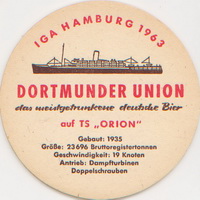 IGA HAMBURG 1963
DORTMUNDER UNION
das meistgetrunkene deutsche Bier
auf TS „ORION"
Gebaut: 1935
Größe: 23696 Bruttoregistertonnen
Geschwindigkeit: 19 Knoten
Antrieb: Dampfturbinen
Doppelschrauben